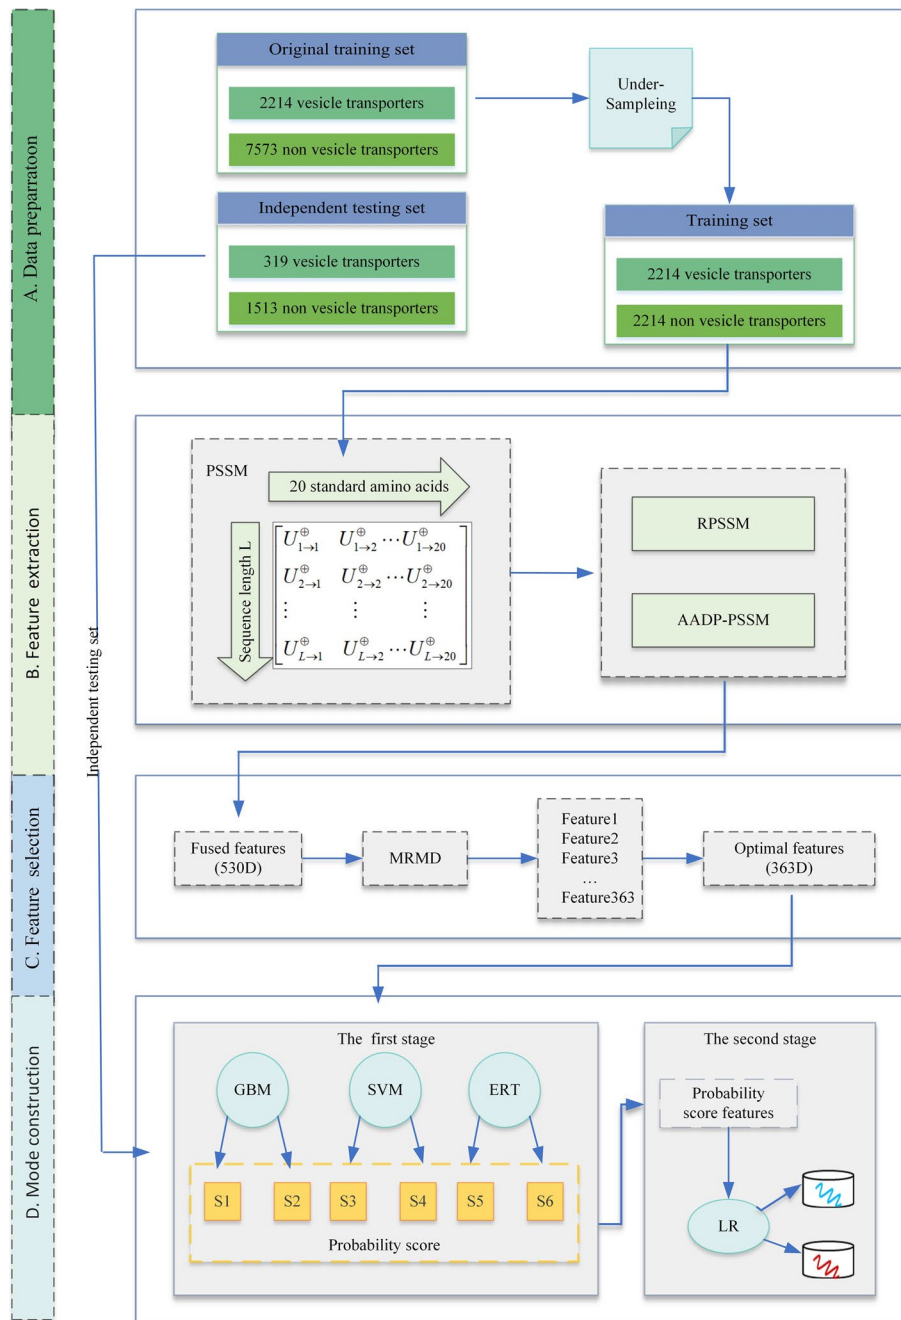 A. Data preparratoon
Original training set
2214 vesicle transporters
7573 non vesicle transporters
Under-
Sampleing
Independent testing set
319 vesicle transporters
1513 non vesicle transporters
Training set
2214 vesicle transporters
2214 non vesicle transporters
Independent testing set
B. Feature extraction
PSSM
20 standard amino acids
Sequence length L
U⊕1→1 U⊕1→2 ⋯ U⊕1→20
U⊕2→1 U⊕2→2 ⋯ U⊕2→20
⋮ ⋮ ⋮
U⊕L→1 U⊕L→2 ⋯ U⊕L→20
RPSSM
AADP-PSSM
C. Feature selection
Fused features
(530D)
MRMD
Feature1
Feature2
Feature3
...
Feature363
Optimal features
(363D)
D. Mode construction
The first stage
GBM SVM ERT
S1 S2 S3 S4 S5 S6
Probability score
The second stage
Probability
score features
LR